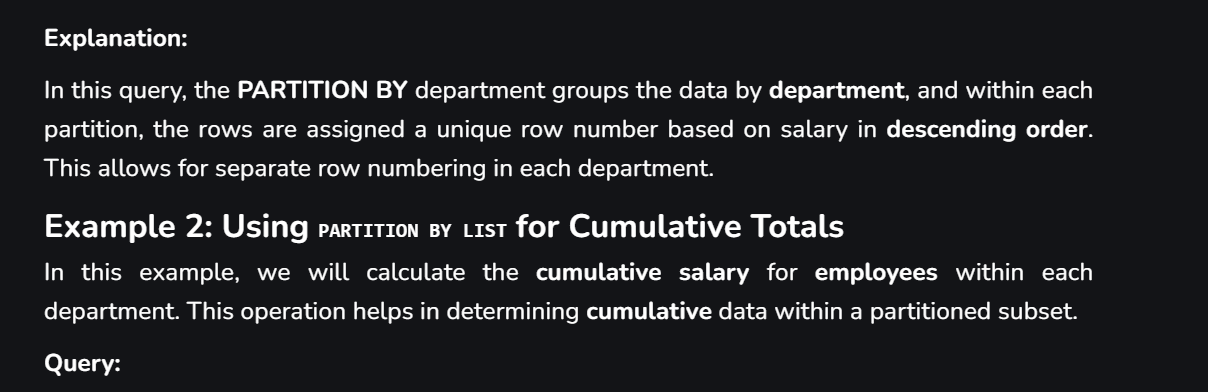 Explanation:
In this query, the PARTITION BY department groups the data by department, and within each
partition, the rows are assigned a unique row number based on salary in descending order.
This allows for separate row numbering in each department.
Example 2: Using PARTITION BY LIST for Cumulative Totals
In this example, we will calculate the cumulative salary for employees within each
department. This operation helps in determining cumulative data within a partitioned subset.
Query: